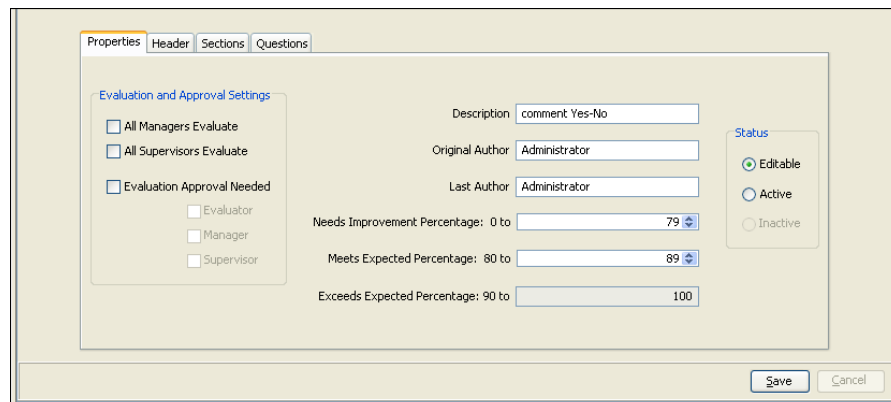 Properties Header Sections Questions
Evaluation and Approval Settings
All Managers Evaluate
All Supervisors Evaluate
Evaluation Approval Needed
Evaluator
Manager
Supervisor
Description comment Yes-No
Original Author Administrator
Last Author Administrator
Needs Improvement Percentage: 0 to 79
Meets Expected Percentage: 80 to 89
Exceeds Expected Percentage: 90 to 100
Status
Editable
Active
Inactive
Save Cancel